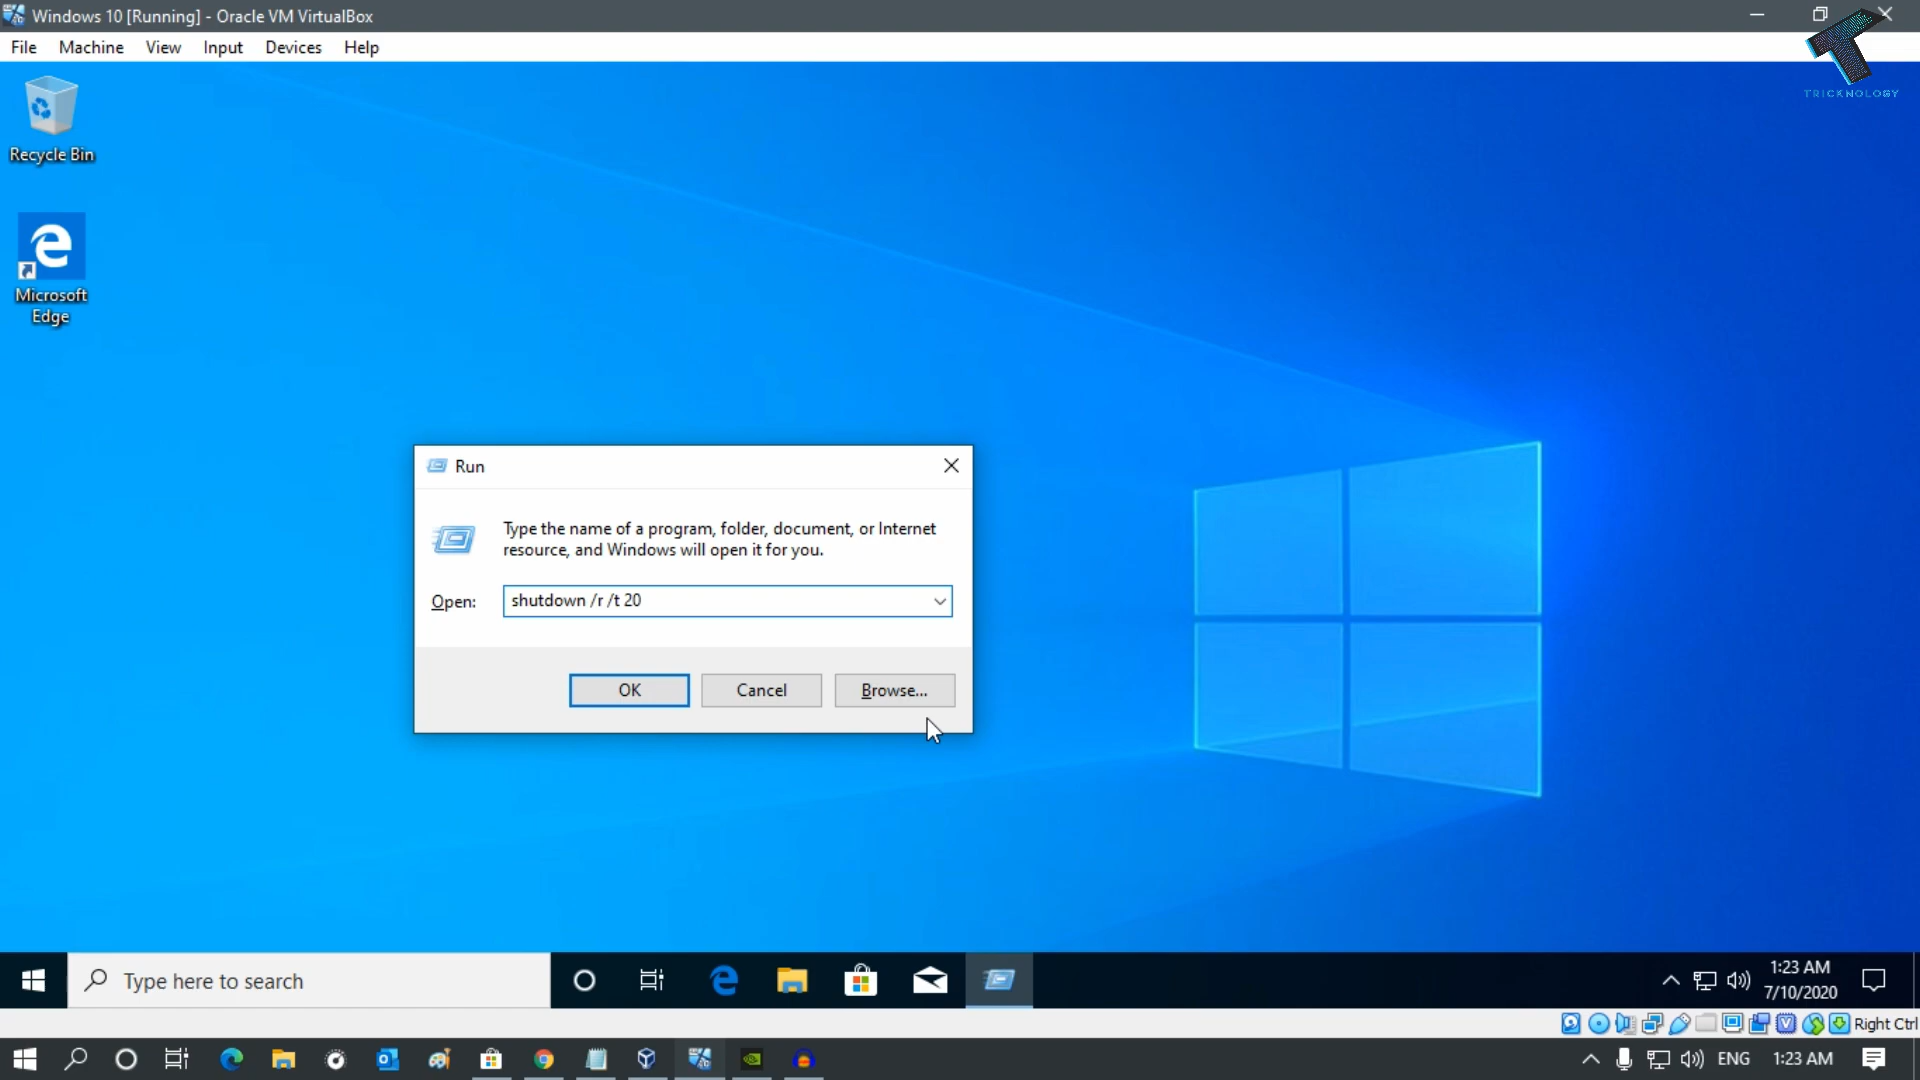 Windows 10 [Running] - Oracle VM VirtualBox
File Machine View Input Devices Help
TRICKNOLOGY
Recycle Bin
Microsoft
Edge
Run
Type the name of a program, folder, document, or Internet
resource, and Windows will open it for you.
Open: shutdown /r /t 20
OK Cancel Browse...
Type here to search
1:23 AM
7/10/2020
Right Ctrl
ENG 1:23 AM